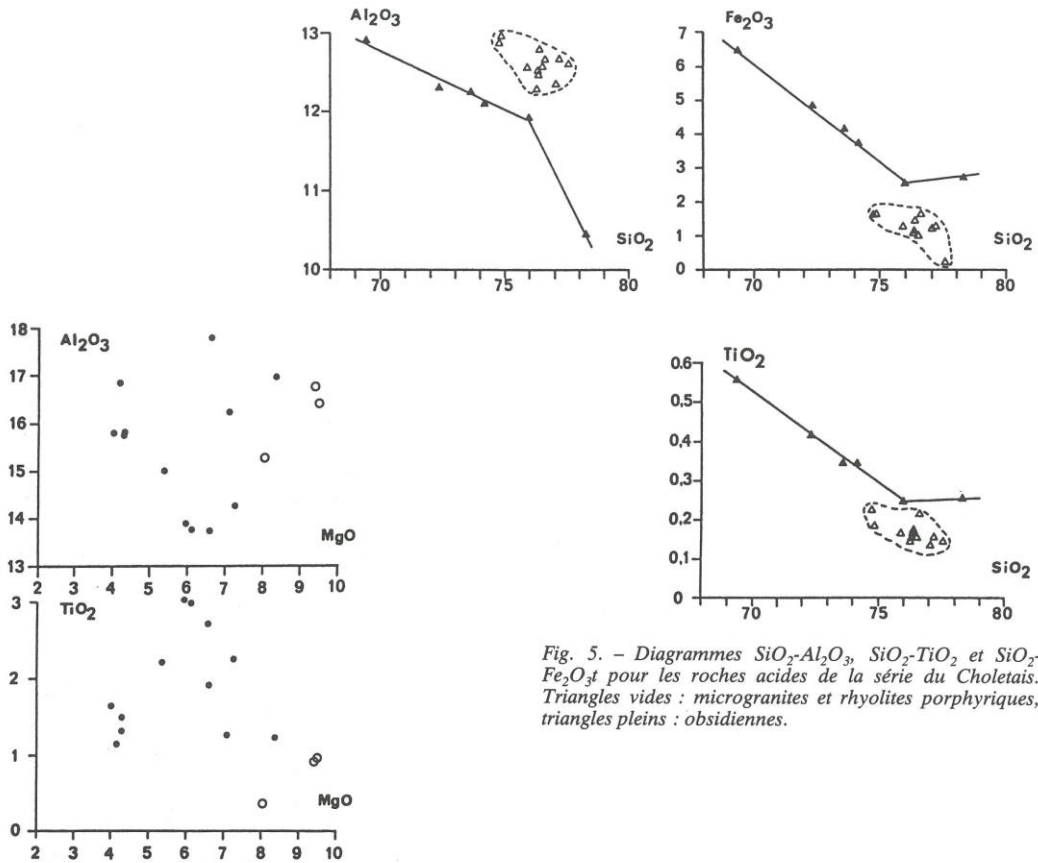 Al2O3
13
12
11
10
SiO2
70
75
80
Fe2O3
7
6
5
4
3
2
1
0
SiO2
70
75
80
Al2O3
18
17
16
15
14
13
MgO
2 3 4 5 6 7 8 9 10
TiO2
3
2
1
0
MgO
2 3 4 5 6 7 8 9 10
TiO2
0.6
0.5
0,4
0,3
0.2
0.1
0
SiO2
70
75
80
Fig. 5. – Diagrammes SiO2-Al2O3, SiO2-TiO2 et SiO2-
Fe2O3t pour les roches acides de la série du Choletais.
Triangles vides : microgranites et rhyolites porphyriques,
triangles pleins : obsidiennes.